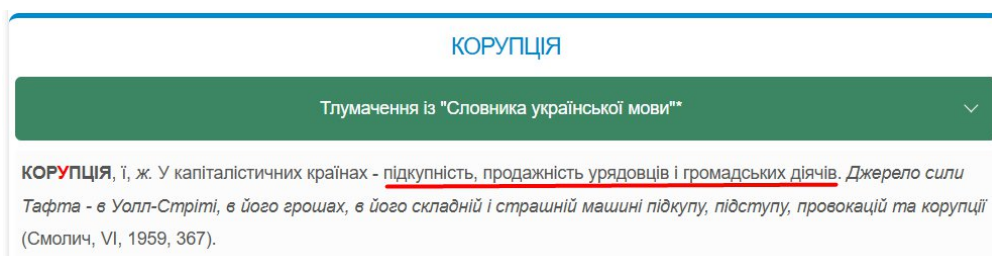 КОРУПЦІЯ
Тлумачення із "Словника української мови"*
КОРУПЦІЯ, ї, ж. У капіталістичних країнах - підкупність, продажність урядовців і громадських діячів. Джерело сили
Тафта - в Уолл-Стріті, в його грошах, в його складній і страшній машині підкупу, підступу, провокацій та корупції
(Смолич, VI, 1959, 367).